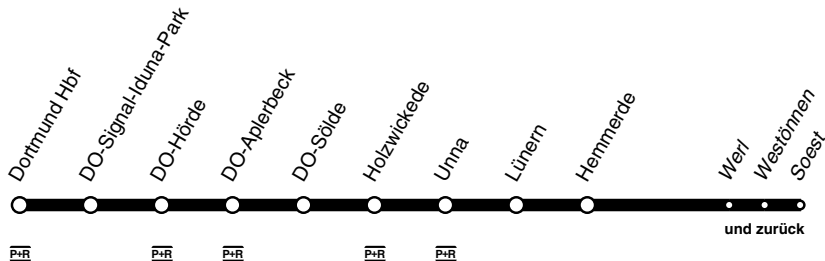 Dortmund Hbf
DO-Signal-Iduna-Park
DO-Hörde
DO-Aplerbeck
DO-Sölde
Holzwickede
Unna
Lünern
Hemmerde
Werl
Westönnen
Soest
und zurück
P+R
P+R
P+R
P+R
P+R